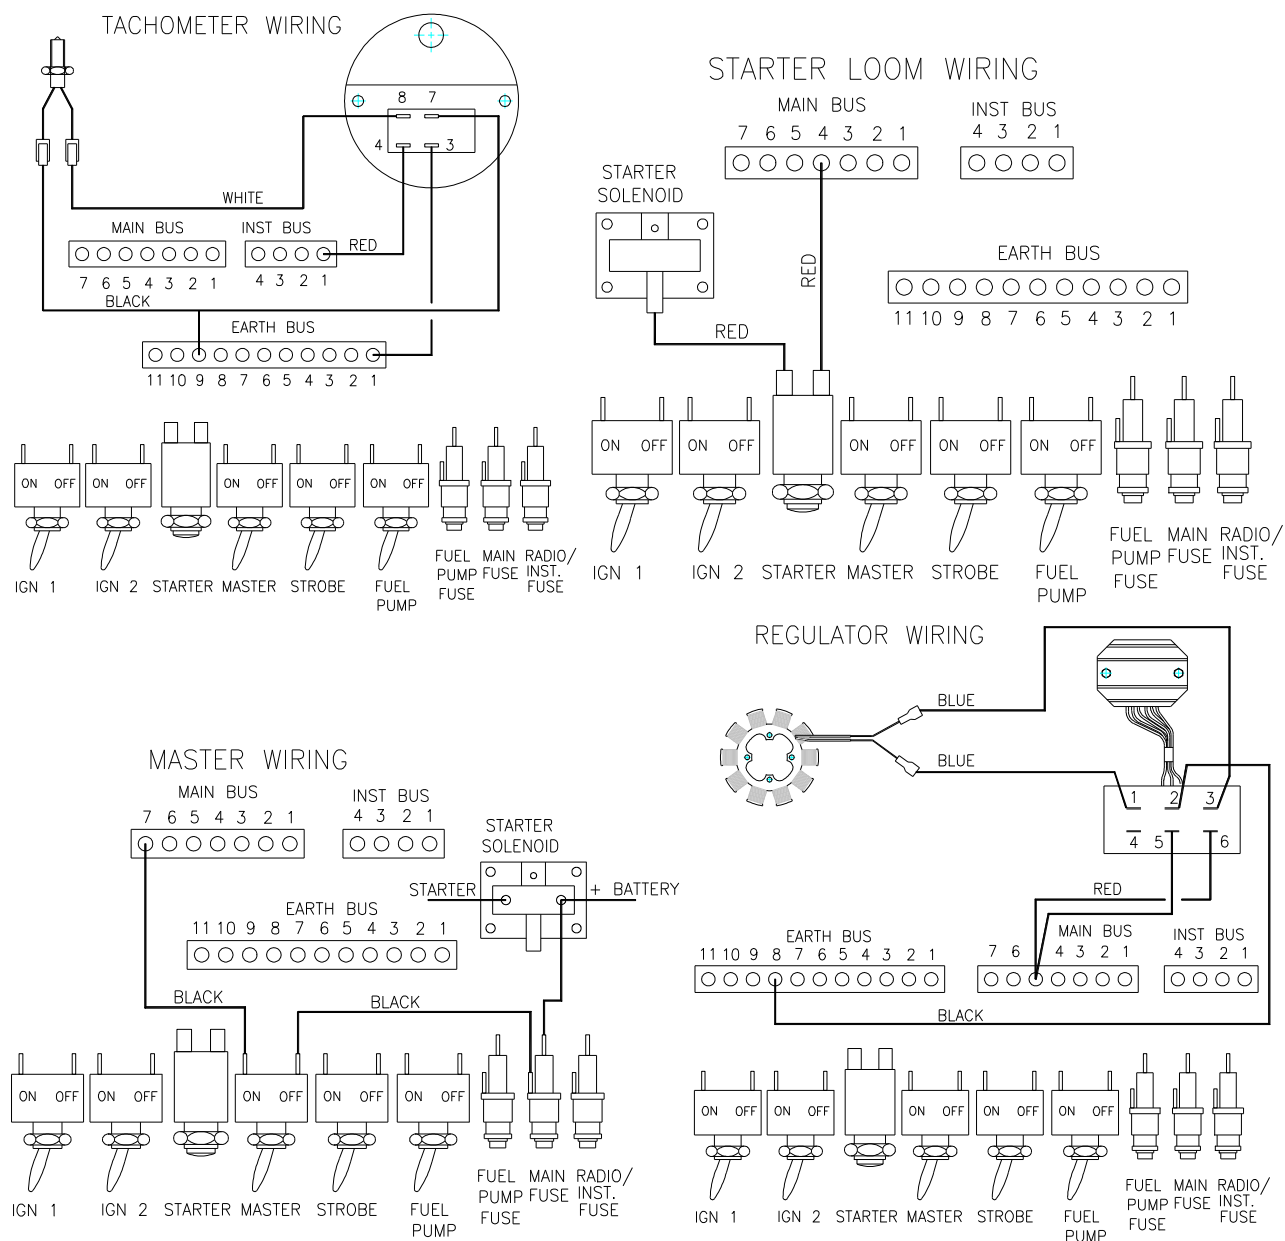 TACHOMETER WIRING
8 7
4 3
WHITE
MAIN BUS INST BUS
RED
7 6 5 4 3 2 1 4 3 2 1
BLACK
EARTH BUS
11 10 9 8 7 6 5 4 3 2 1
ON OFF ON OFF ON OFF ON OFF ON OFF
IGN 1 IGN 2 STARTER MASTER STROBE FUEL PUMP
FUEL PUMP FUSE
MAIN FUSE
RADIO/ INST. FUSE
STARTER LOOM WIRING
MAIN BUS INST BUS
7 6 5 4 3 2 1 4 3 2 1
STARTER
SOLENOID
RED
RED
EARTH BUS
11 10 9 8 7 6 5 4 3 2 1
ON OFF ON OFF ON OFF ON OFF ON OFF
IGN 1 IGN 2 STARTER MASTER STROBE FUEL PUMP
FUEL PUMP FUSE
MAIN FUSE
RADIO/ INST. FUSE
MASTER WIRING
MAIN BUS INST BUS
7 6 5 4 3 2 1 4 3 2 1
STARTER
SOLENOID
STARTER + BATTERY
EARTH BUS
11 10 9 8 7 6 5 4 3 2 1
BLACK BLACK
ON OFF ON OFF ON OFF ON OFF ON OFF
IGN 1 IGN 2 STARTER MASTER STROBE FUEL PUMP
FUEL PUMP FUSE
MAIN FUSE
RADIO/ INST. FUSE
REGULATOR WIRING
BLUE
BLUE
1 2 3
4 5 6
RED
EARTH BUS MAIN BUS INST BUS
11 10 9 8 7 6 5 4 3 2 1 7 6 4 3 2 1 4 3 2 1
BLACK
ON OFF ON OFF ON OFF ON OFF ON OFF
IGN 1 IGN 2 STARTER MASTER STROBE FUEL PUMP
FUEL PUMP FUSE
MAIN FUSE
RADIO/ INST. FUSE